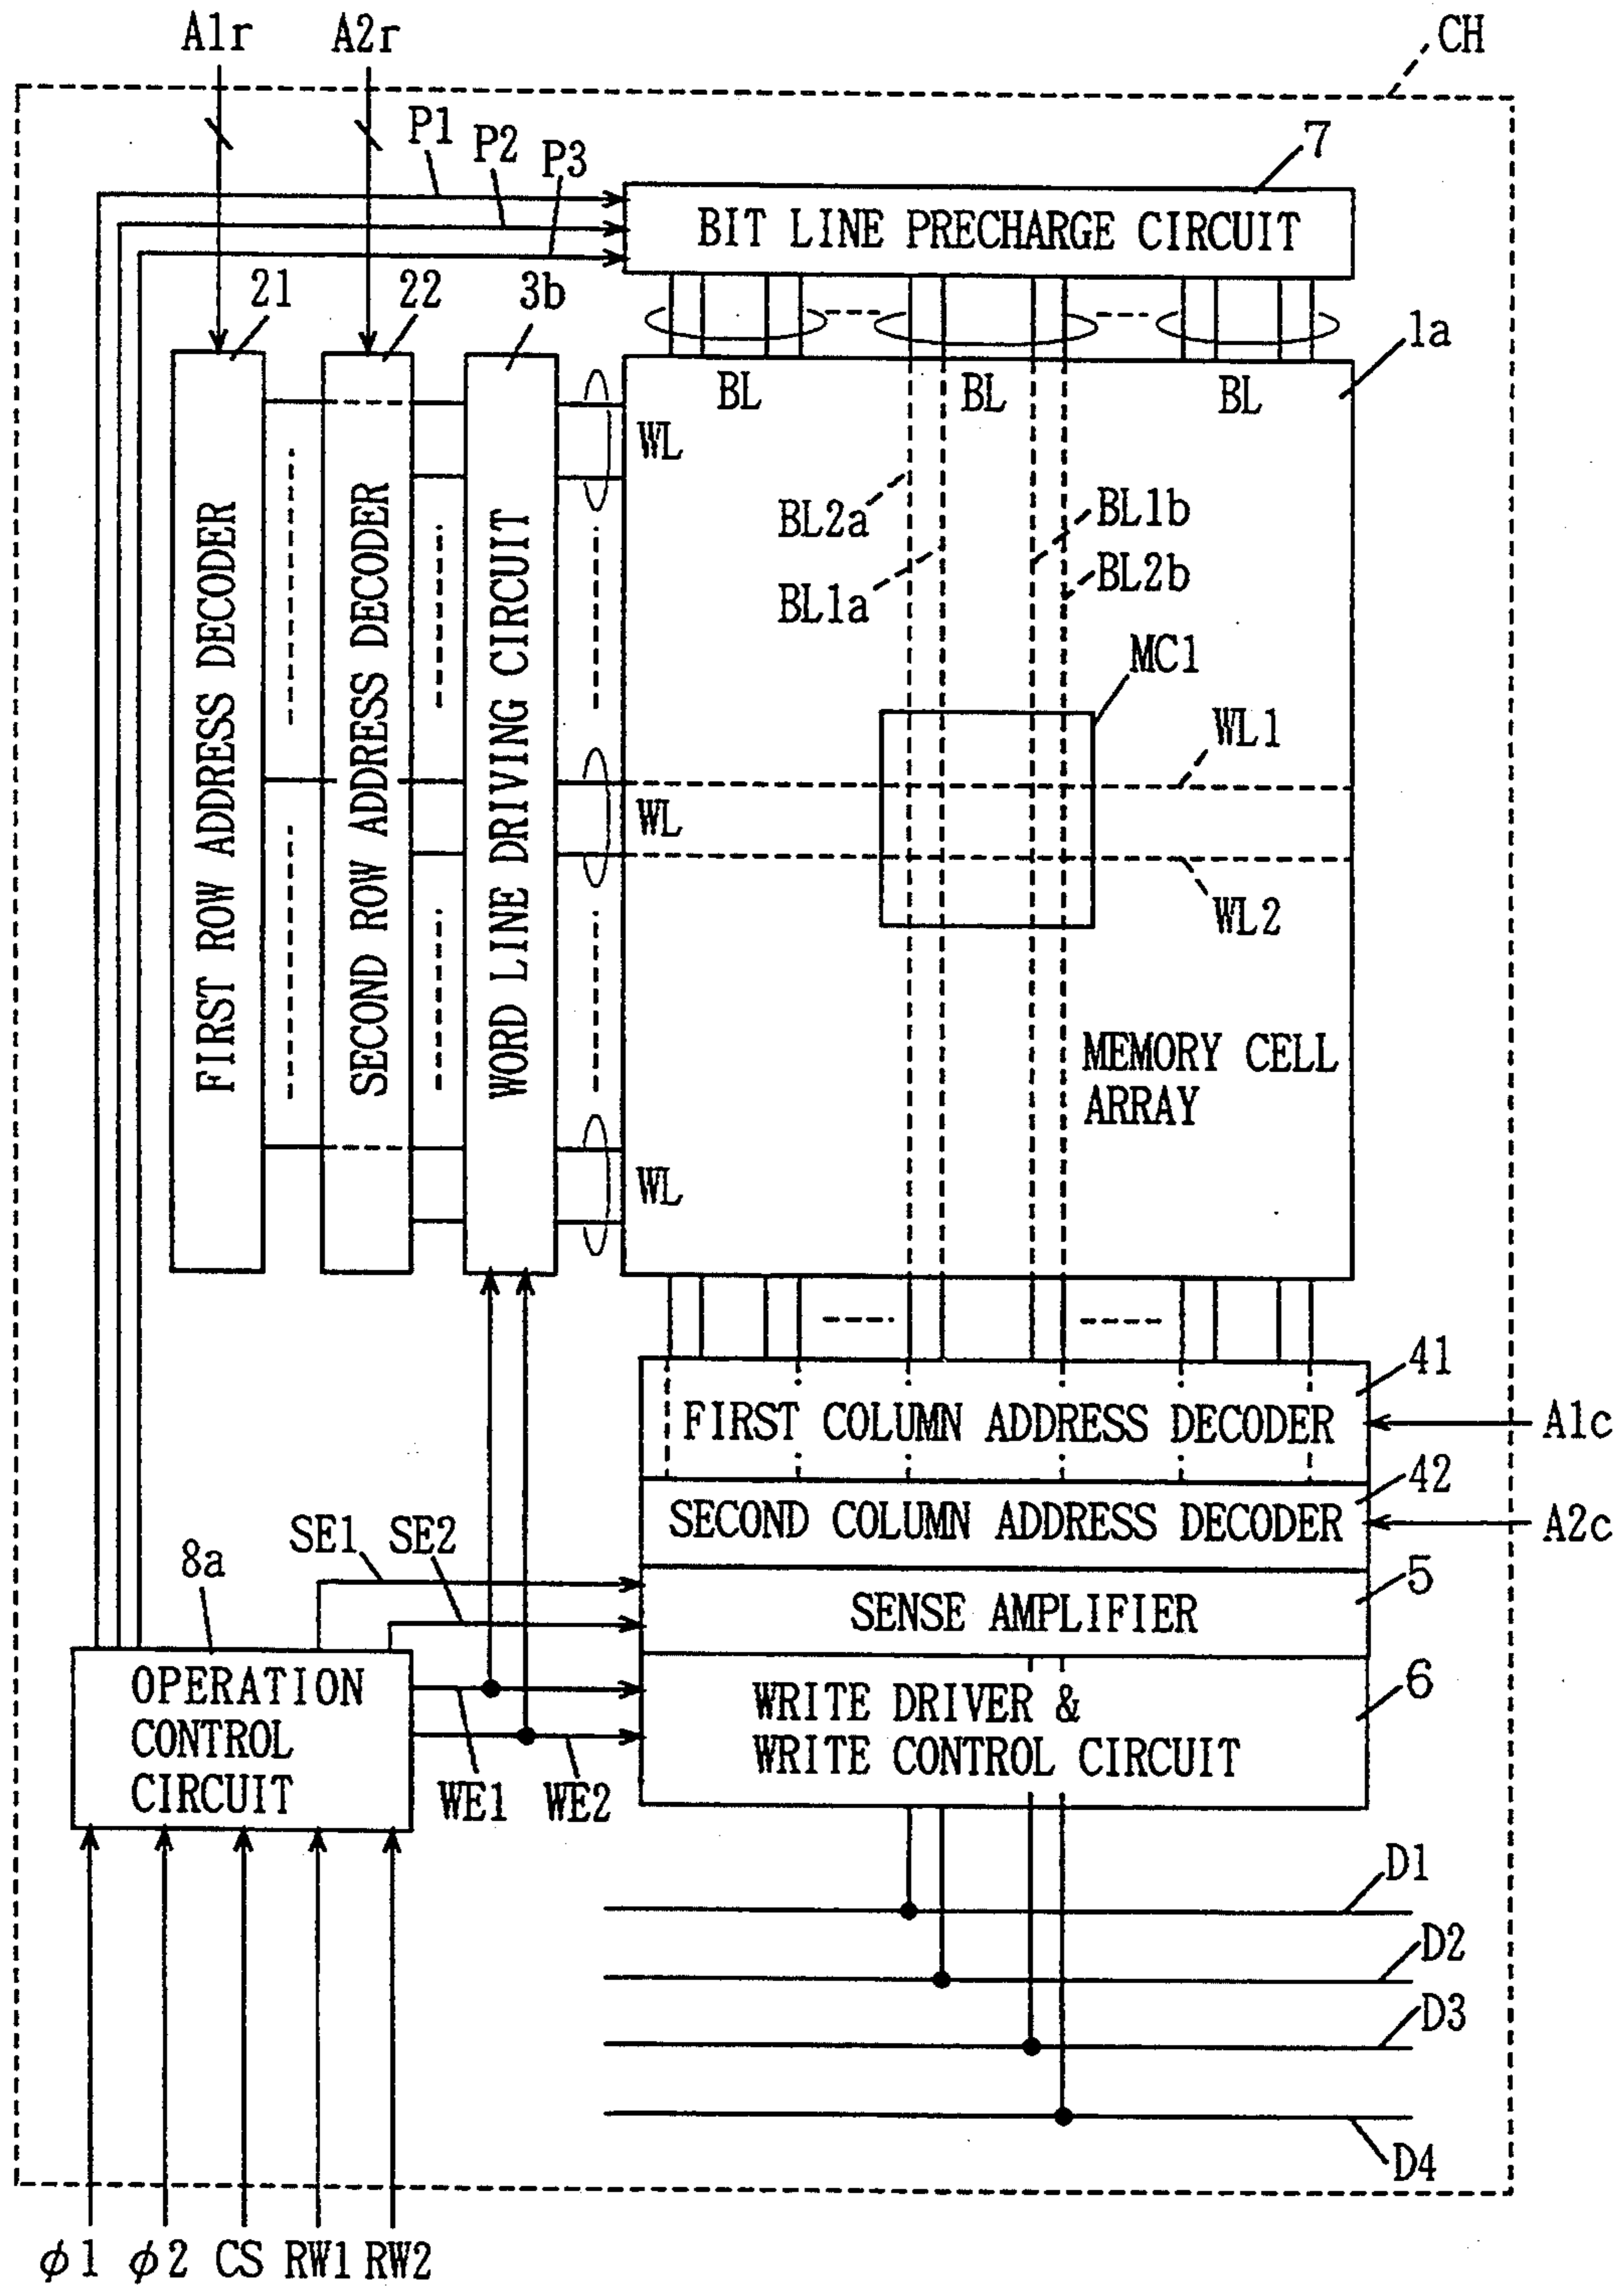 A1r
A2r
CH
P1
P2
P3
7
BIT LINE PRECHARGE CIRCUIT
21
22
3b
1a
BL
BL
BL
WL
FIRST ROW ADDRESS DECODER
SECOND ROW ADDRESS DECODER
WORD LINE DRIVING CIRCUIT
BL2a
BL1b
BL1a
BL2b
MC1
WL1
WL
WL2
MEMORY CELL
ARRAY
WL
41
FIRST COLUMN ADDRESS DECODER
A1c
42
SECOND COLUMN ADDRESS DECODER
A2c
SE1
SE2
8a
5
SENSE AMPLIFIER
OPERATION
CONTROL
CIRCUIT
6
WRITE DRIVER &
WRITE CONTROL CIRCUIT
WE1
WE2
D1
D2
D3
D4
φ1
φ2
CS
RW1
RW2